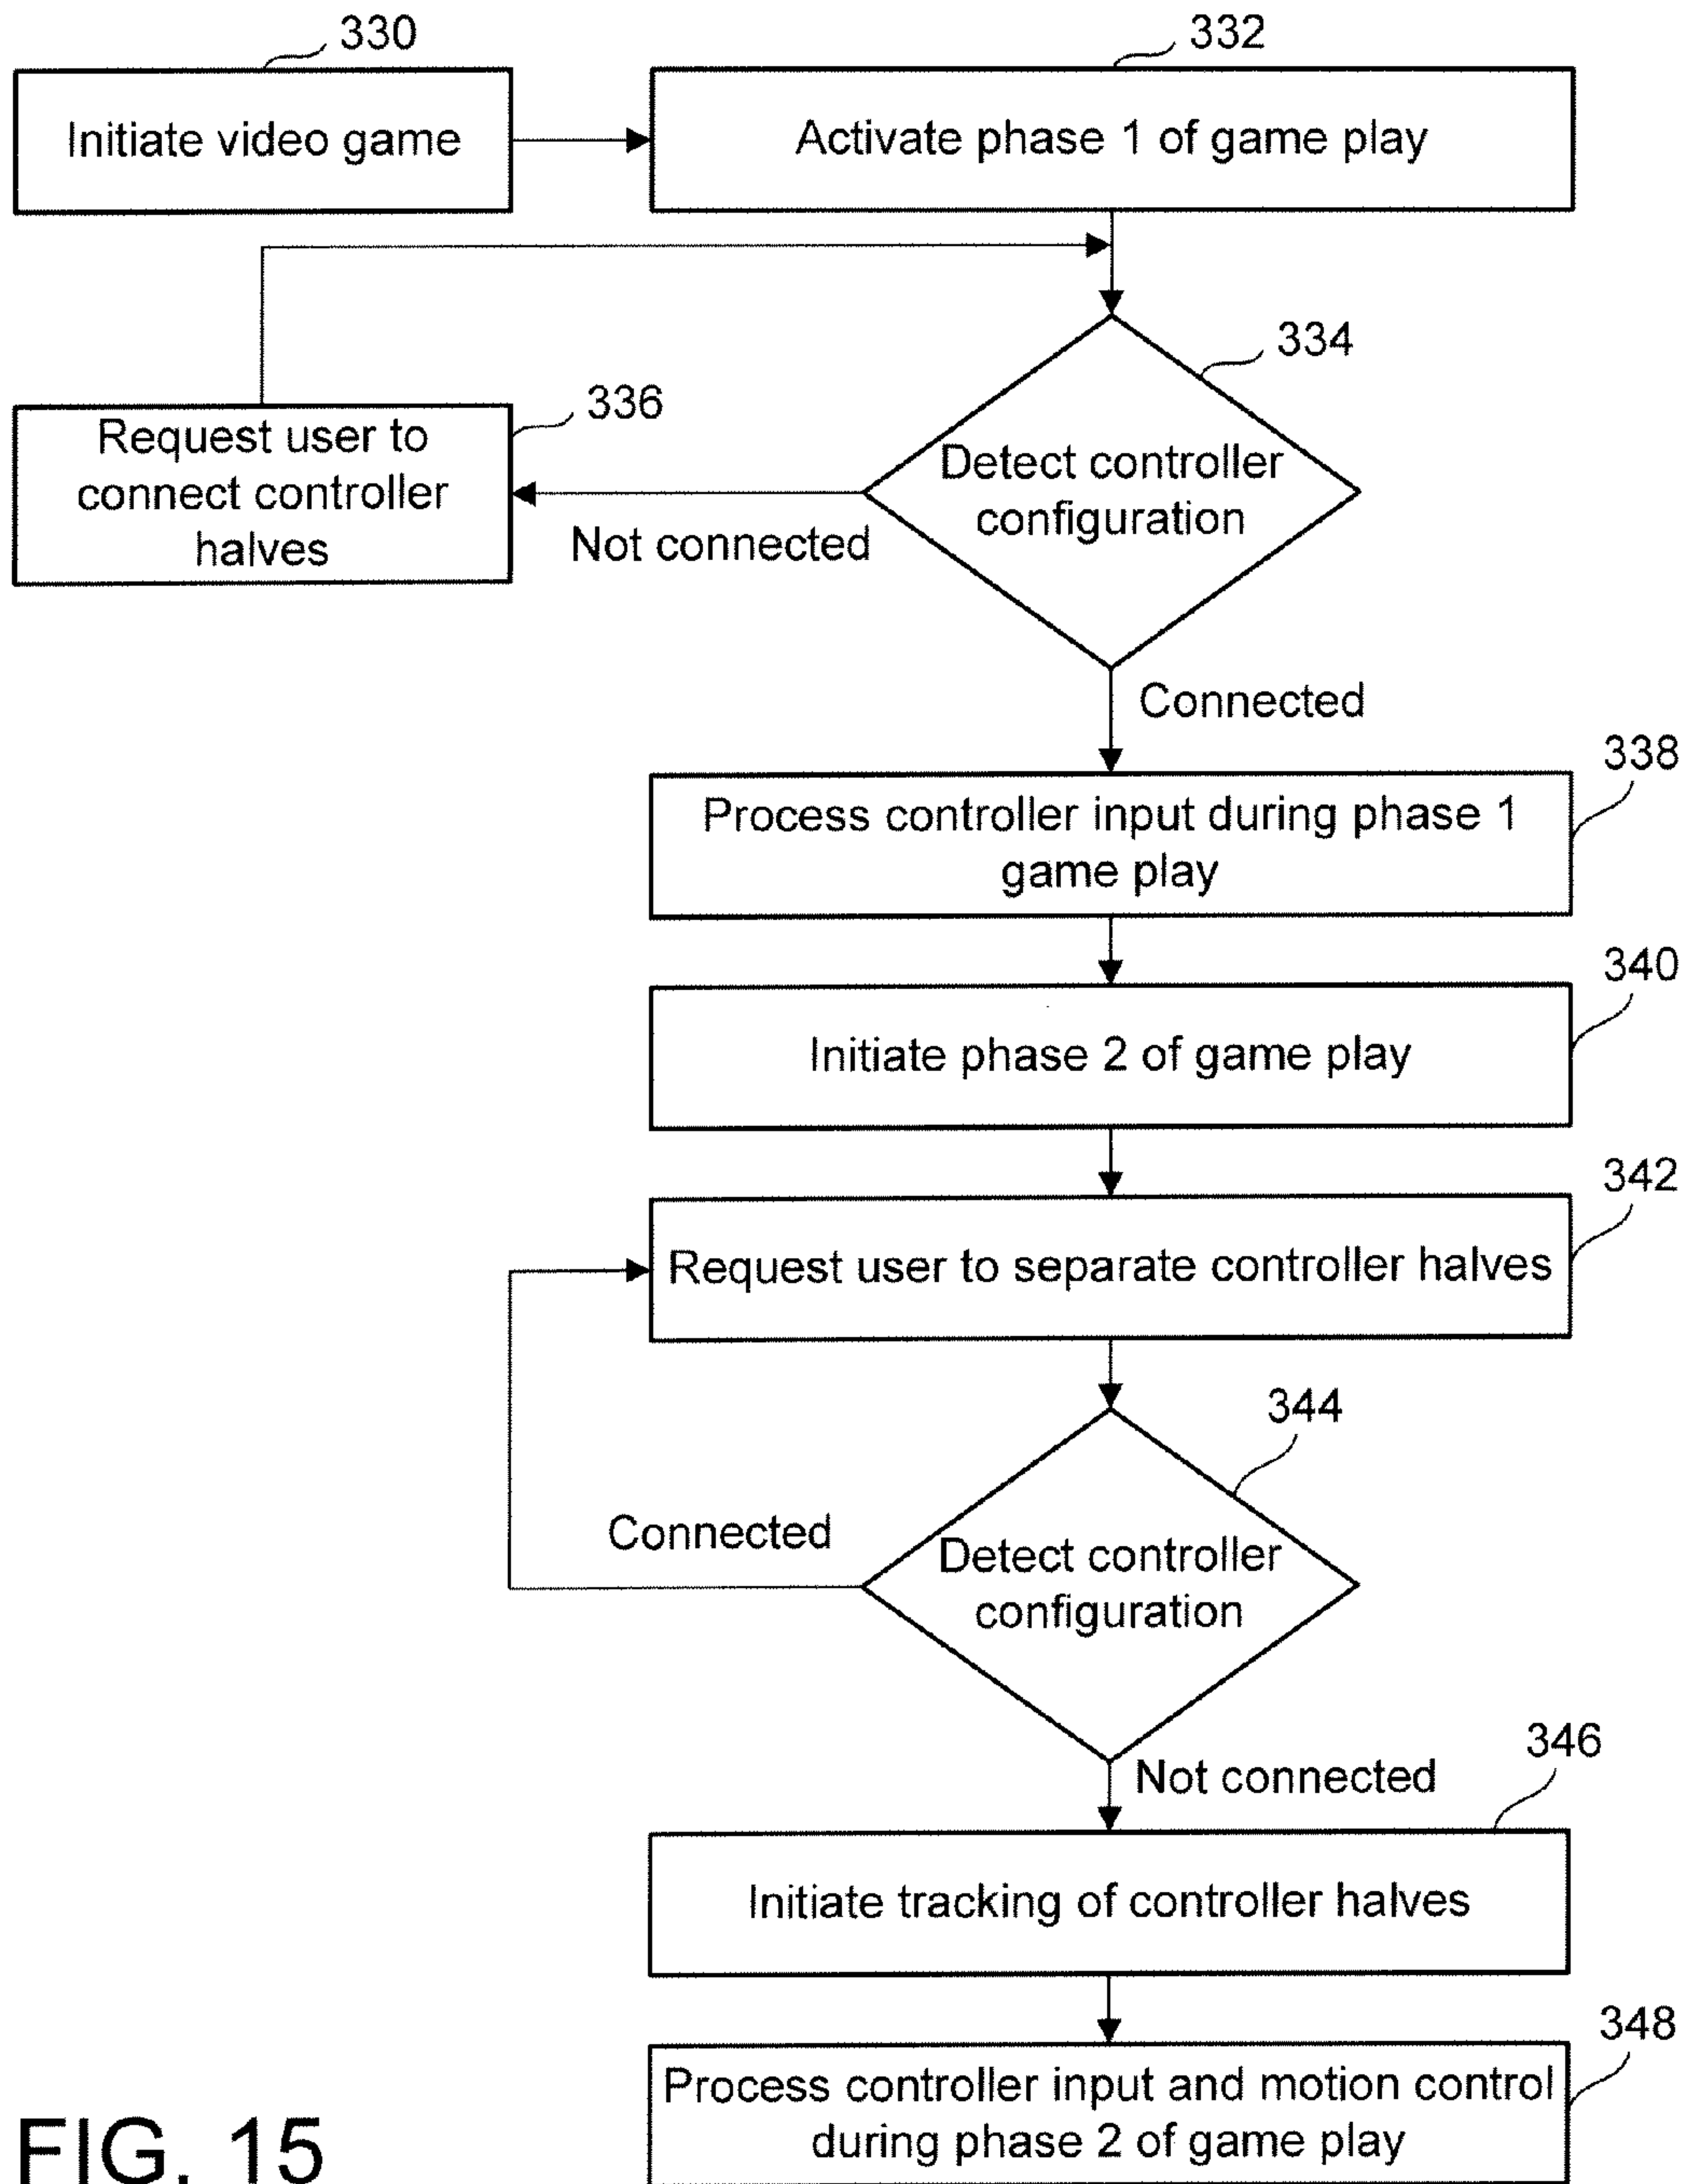 330
Initiate video game
332
Activate phase 1 of game play
334
Detect controller
configuration
336
Request user to
connect controller
halves
Not connected
Connected
338
Process controller input during phase 1
game play
340
Initiate phase 2 of game play
342
Request user to separate controller halves
344
Connected
Detect controller
configuration
Not connected
346
Initiate tracking of controller halves
348
Process controller input and motion control
during phase 2 of game play
FIG. 15